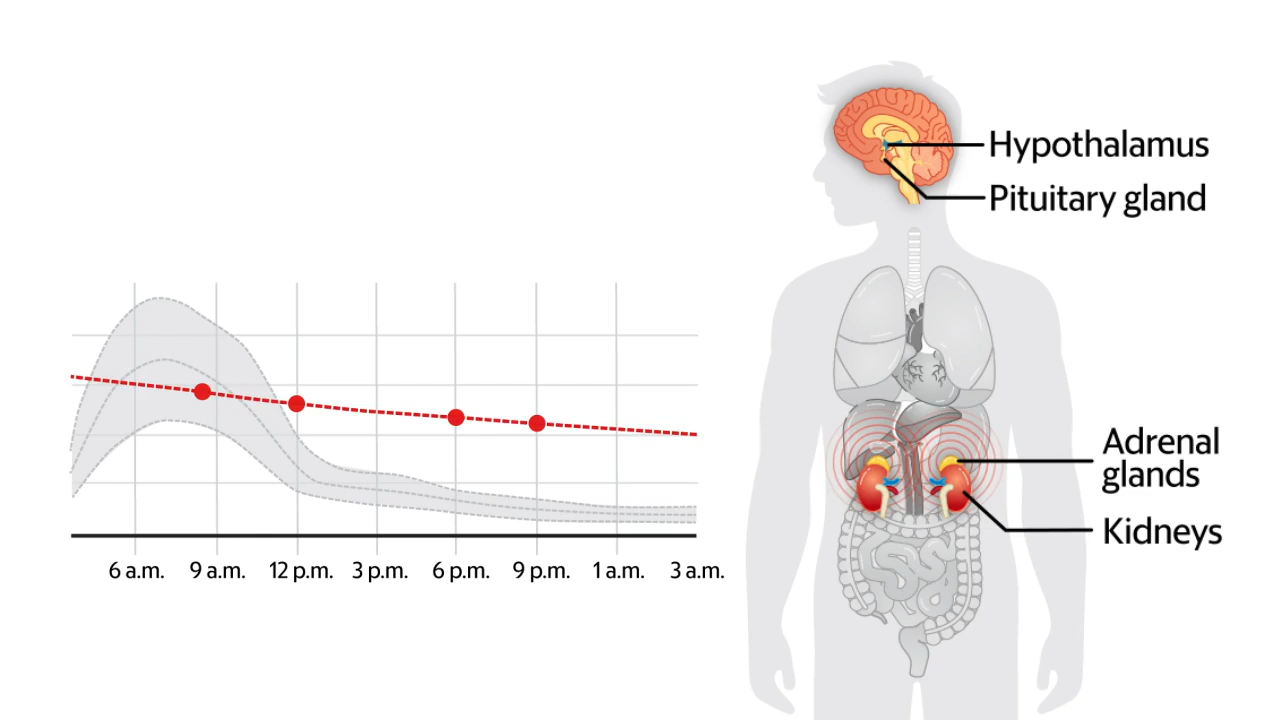 Hypothalamus
Pituitary gland
Adrenal
glands
Kidneys
6 a.m. 9 a.m. 12 p.m. 3 p.m. 6 p.m. 9 p.m. 1 a.m. 3 a.m.